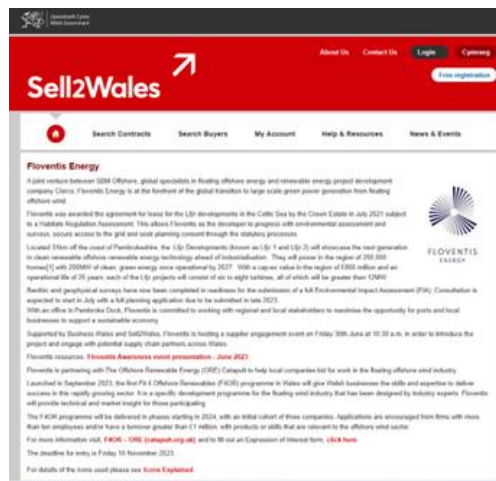 Llywodraeth Cymru
Welsh Government
About Us Contact Us Login Cymraeg
Free registration
Sell2Wales
Search Contracts Search Buyers My Account Help & Resources News & Events
Floventis Energy
A joint venture between SBM Offshore, global specialists in floating offshore energy and renewable energy project development
company Cierco, Floventis Energy is at the forefront of the global transition to large scale green power generation from floating
offshore wind.
Floventis was awarded the agreement for lease for the Llŷr developments in the Celtic Sea by the Crown Estate in July 2021 subject
to a Habitats Regulation Assessment. This allows Floventis as the developer to progress with environmental assessment and
surveys, secure access to the grid and seek planning consent through the statutory processes.
Located 31km off the coast of Pembrokeshire, the Llŷr Developments (known as Llŷr 1 and Llŷr 2) will showcase the next generation
in clean renewable offshore renewable energy technology ahead of industrialisation. They will power in the region of 200,000
homes[1] with 200MW of clean, green energy once operational by 2027. With a cap-ex value in the region of £800 million and an
operational life of 25 years, each of the Llŷr projects will consist of six to eight turbines, all of which will be greater than 12MW.
FLOVENTIS
ENERGY
Benthic and geophysical surveys have now been completed in readiness for the submission of a full Environmental Impact Assessment (EIA). Consultation is
expected to start in July with a full planning application due to be submitted in late 2023.
With an office in Pembroke Dock, Floventis is committed to working with regional and local stakeholders to maximise the opportunity for ports and local
businesses to support a sustainable economy.
Supported by Business Wales and Sell2Wales, Floventis is hosting a supplier engagement event on Friday 30th June at 10:30 a.m. in order to introduce the
project and engage with potential supply chain partners across Wales.
Floventis resources: Floventis Awareness event presentation - June 2023.
Floventis is partnering with The Offshore Renewable Energy (ORE) Catapult to help local companies bid for work in the floating offshore wind industry.
Launched in September 2023, the first Fit 4 Offshore Renewables (F4OR) programme in Wales will give Welsh businesses the skills and expertise to deliver
success in this rapidly growing sector. It is a specific development programme for the floating wind industry that has been designed by industry experts. Floventis
will provide technical and market insight for those participating.
The F4OR programme will be delivered in phases starting in 2024, with an initial cohort of three companies. Applications are encouraged from firms with more
than ten employees and/or have a turnover greater than £1 million, with products or skills that are relevant to the offshore wind sector.
For more information visit, F4OR – ORE (catapult.org.uk) and to fill out an Expression of Interest form, click here.
The deadline for entry is Friday 10 November 2023.
For details of the icons used please see Icons Explained.